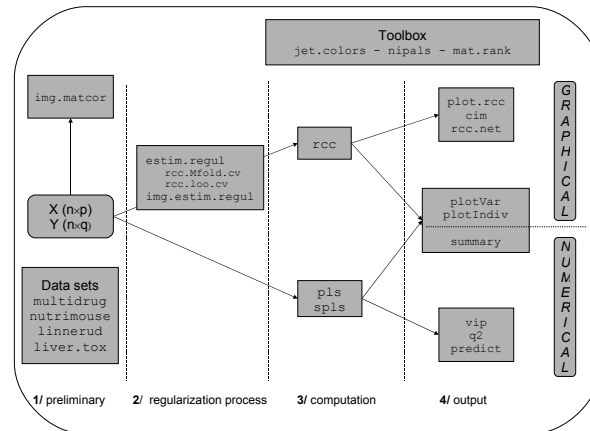 Toolbox
jet.colors - nipals - mat.rank
img.matcor
X (n×p)
Y (n×q)
Data sets
multidrug
nutrimouse
linnerud
liver.tox
estim.regul
rcc.Mfold.cv
rcc.loo.cv
img.estim.regul
rcc
pls
spls
plot.rcc
cim
rcc.net
plotVar
plotIndiv
summary
vip
q2
predict
GRAPHICAL
NUMERICAL
1/ preliminary
2/ regularization process
3/ computation
4/ output